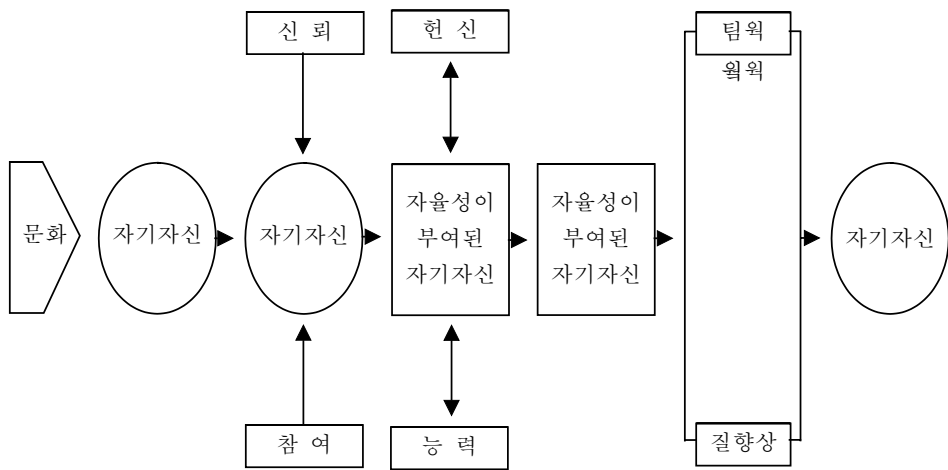 신 뢰
헌 신
팀웍
문화
자기자신
자기자신
자율성이
부여된
자기자신
자율성이
부여된
자기자신
자기자신
참 여
능 력
질향상